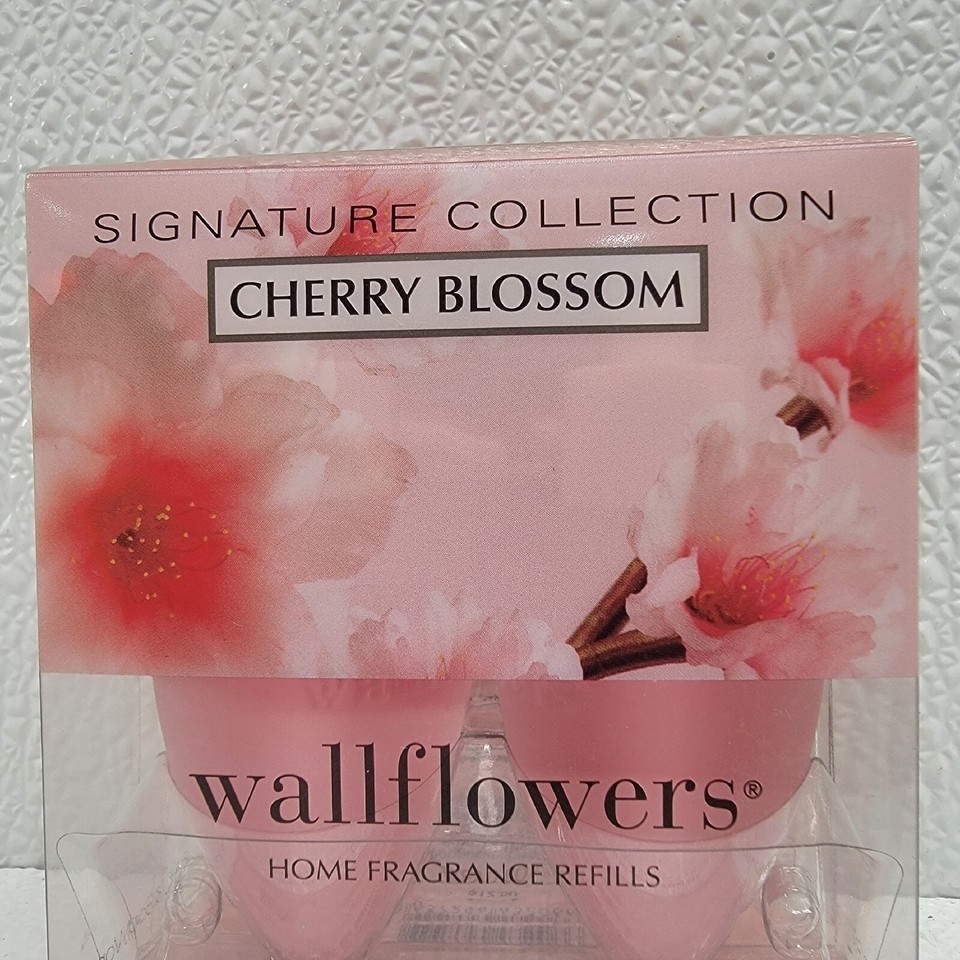 SIGNATURE COLLECTION
CHERRY BLOSSOM
wallflowers®
HOME FRAGRANCE REFILLS